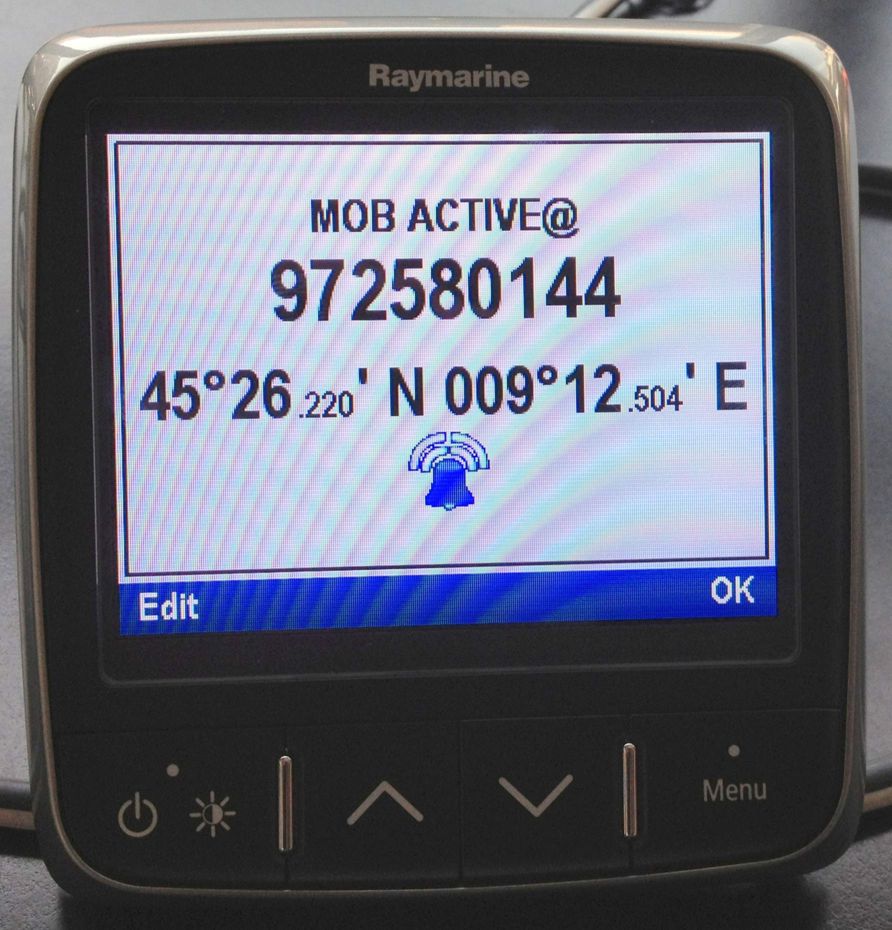 Raymarine
MOB ACTIVE@
972580144
45°26.220' N 009°12.504' E
Edit OK
Menu